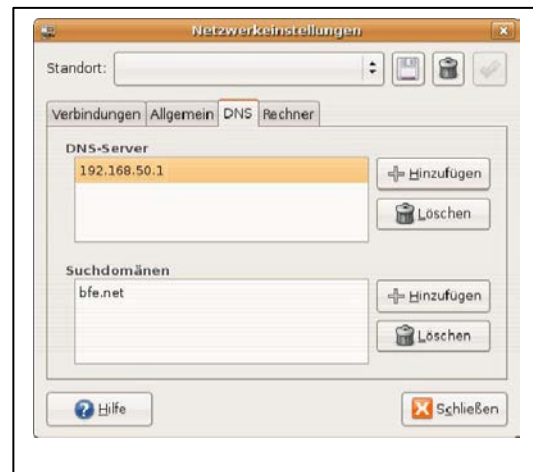 Netzwerkeinstellungen
Standort:
Verbindungen Allgemein DNS Rechner
DNS-Server
192.168.50.1
Hinzufügen
Löschen
Suchdomänen
bfe.net
Hinzufügen
Löschen
Hilfe
Schließen